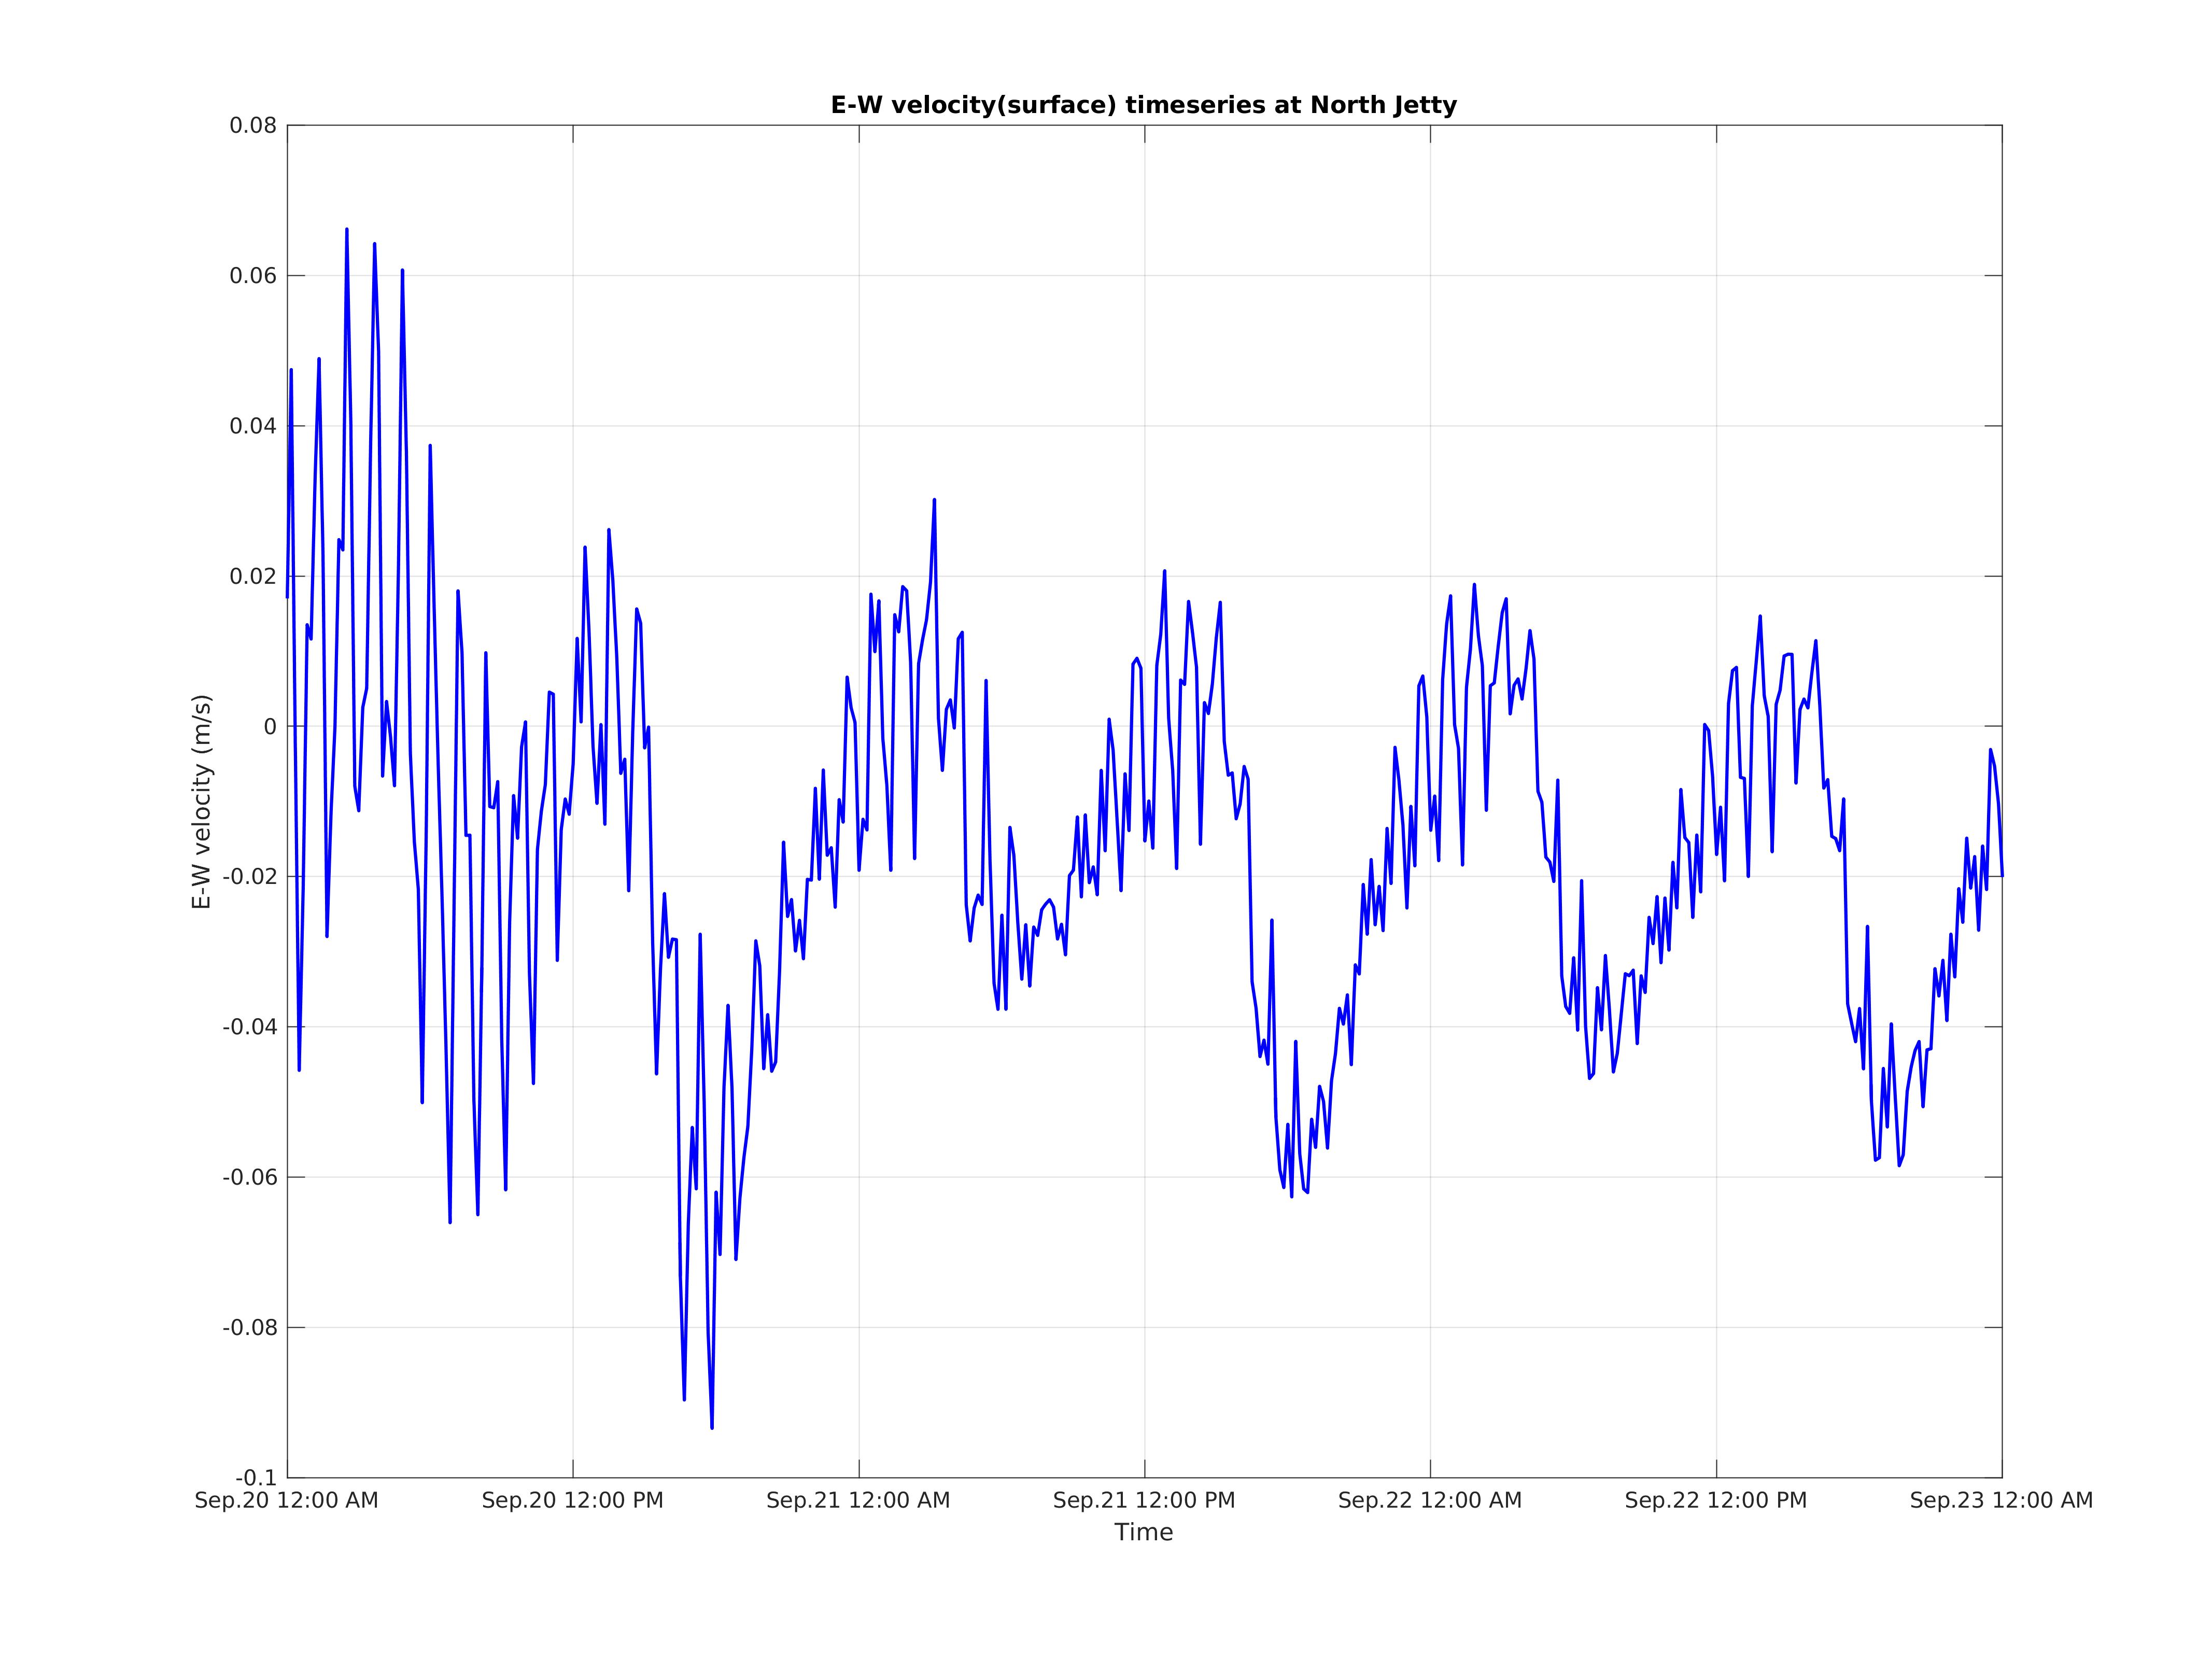 E-W velocity(surface) timeseries at North Jetty
0.08
0.06
0.04
0.02
0
-0.02
-0.04
-0.06
-0.08
-0.1
E-W velocity (m/s)
Sep.20 12:00 AM Sep.20 12:00 PM Sep.21 12:00 AM Sep.21 12:00 PM Sep.22 12:00 AM Sep.22 12:00 PM Sep.23 12:00 AM
Time